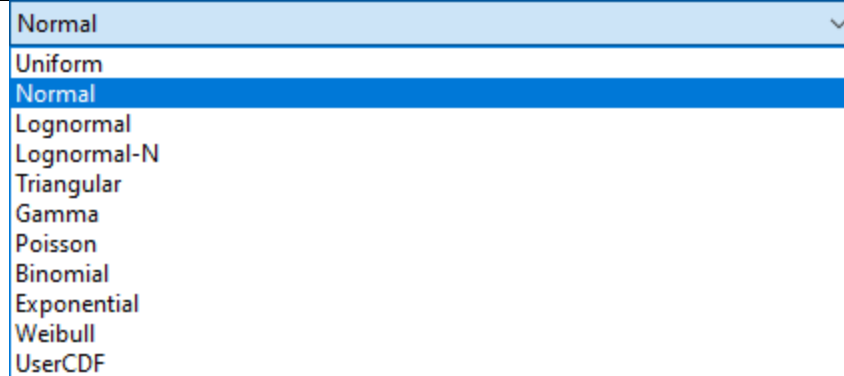 Normal
Uniform
Normal
Lognormal
Lognormal-N
Triangular
Gamma
Poisson
Binomial
Exponential
Weibull
UserCDF